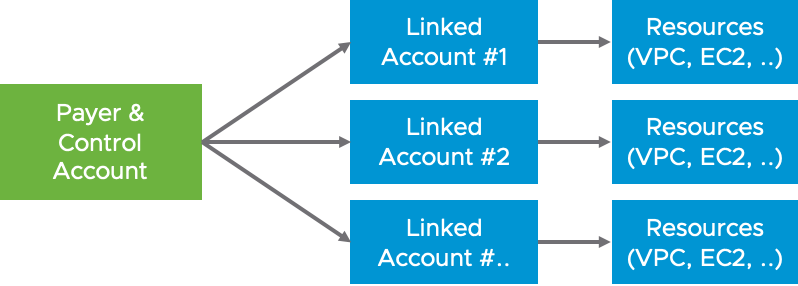 Payer &
Control
Account
Linked
Account #1
Resources
(VPC, EC2, ..)
Linked
Account #2
Resources
(VPC, EC2, ..)
Linked
Account #..
Resources
(VPC, EC2, ..)